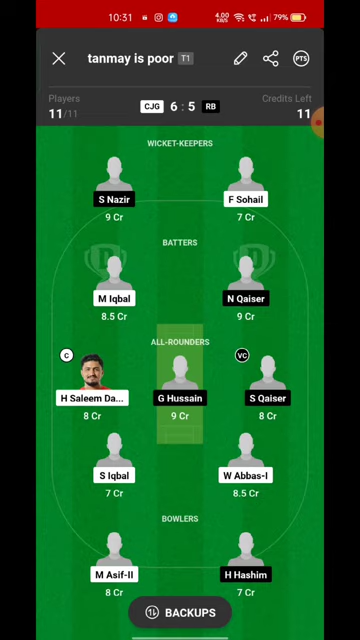 10:31 4.00 KB/S 79%
tanmay is poor T1 PTS
Players Credits Left
11/11 CJG 6 : 5 RB 11
WICKET-KEEPERS
S Nazir F Sohail
9 Cr 7 Cr
BATTERS
M Iqbal N Qaiser
8.5 Cr 9 Cr
ALL-ROUNDERS
C VC
H Saleem Da... G Hussain S Qaiser
8 Cr 9 Cr 8 Cr
S Iqbal W Abbas-I
7 Cr 8.5 Cr
BOWLERS
M Asif-II H Hashim
8 Cr 7 Cr
BACKUPS